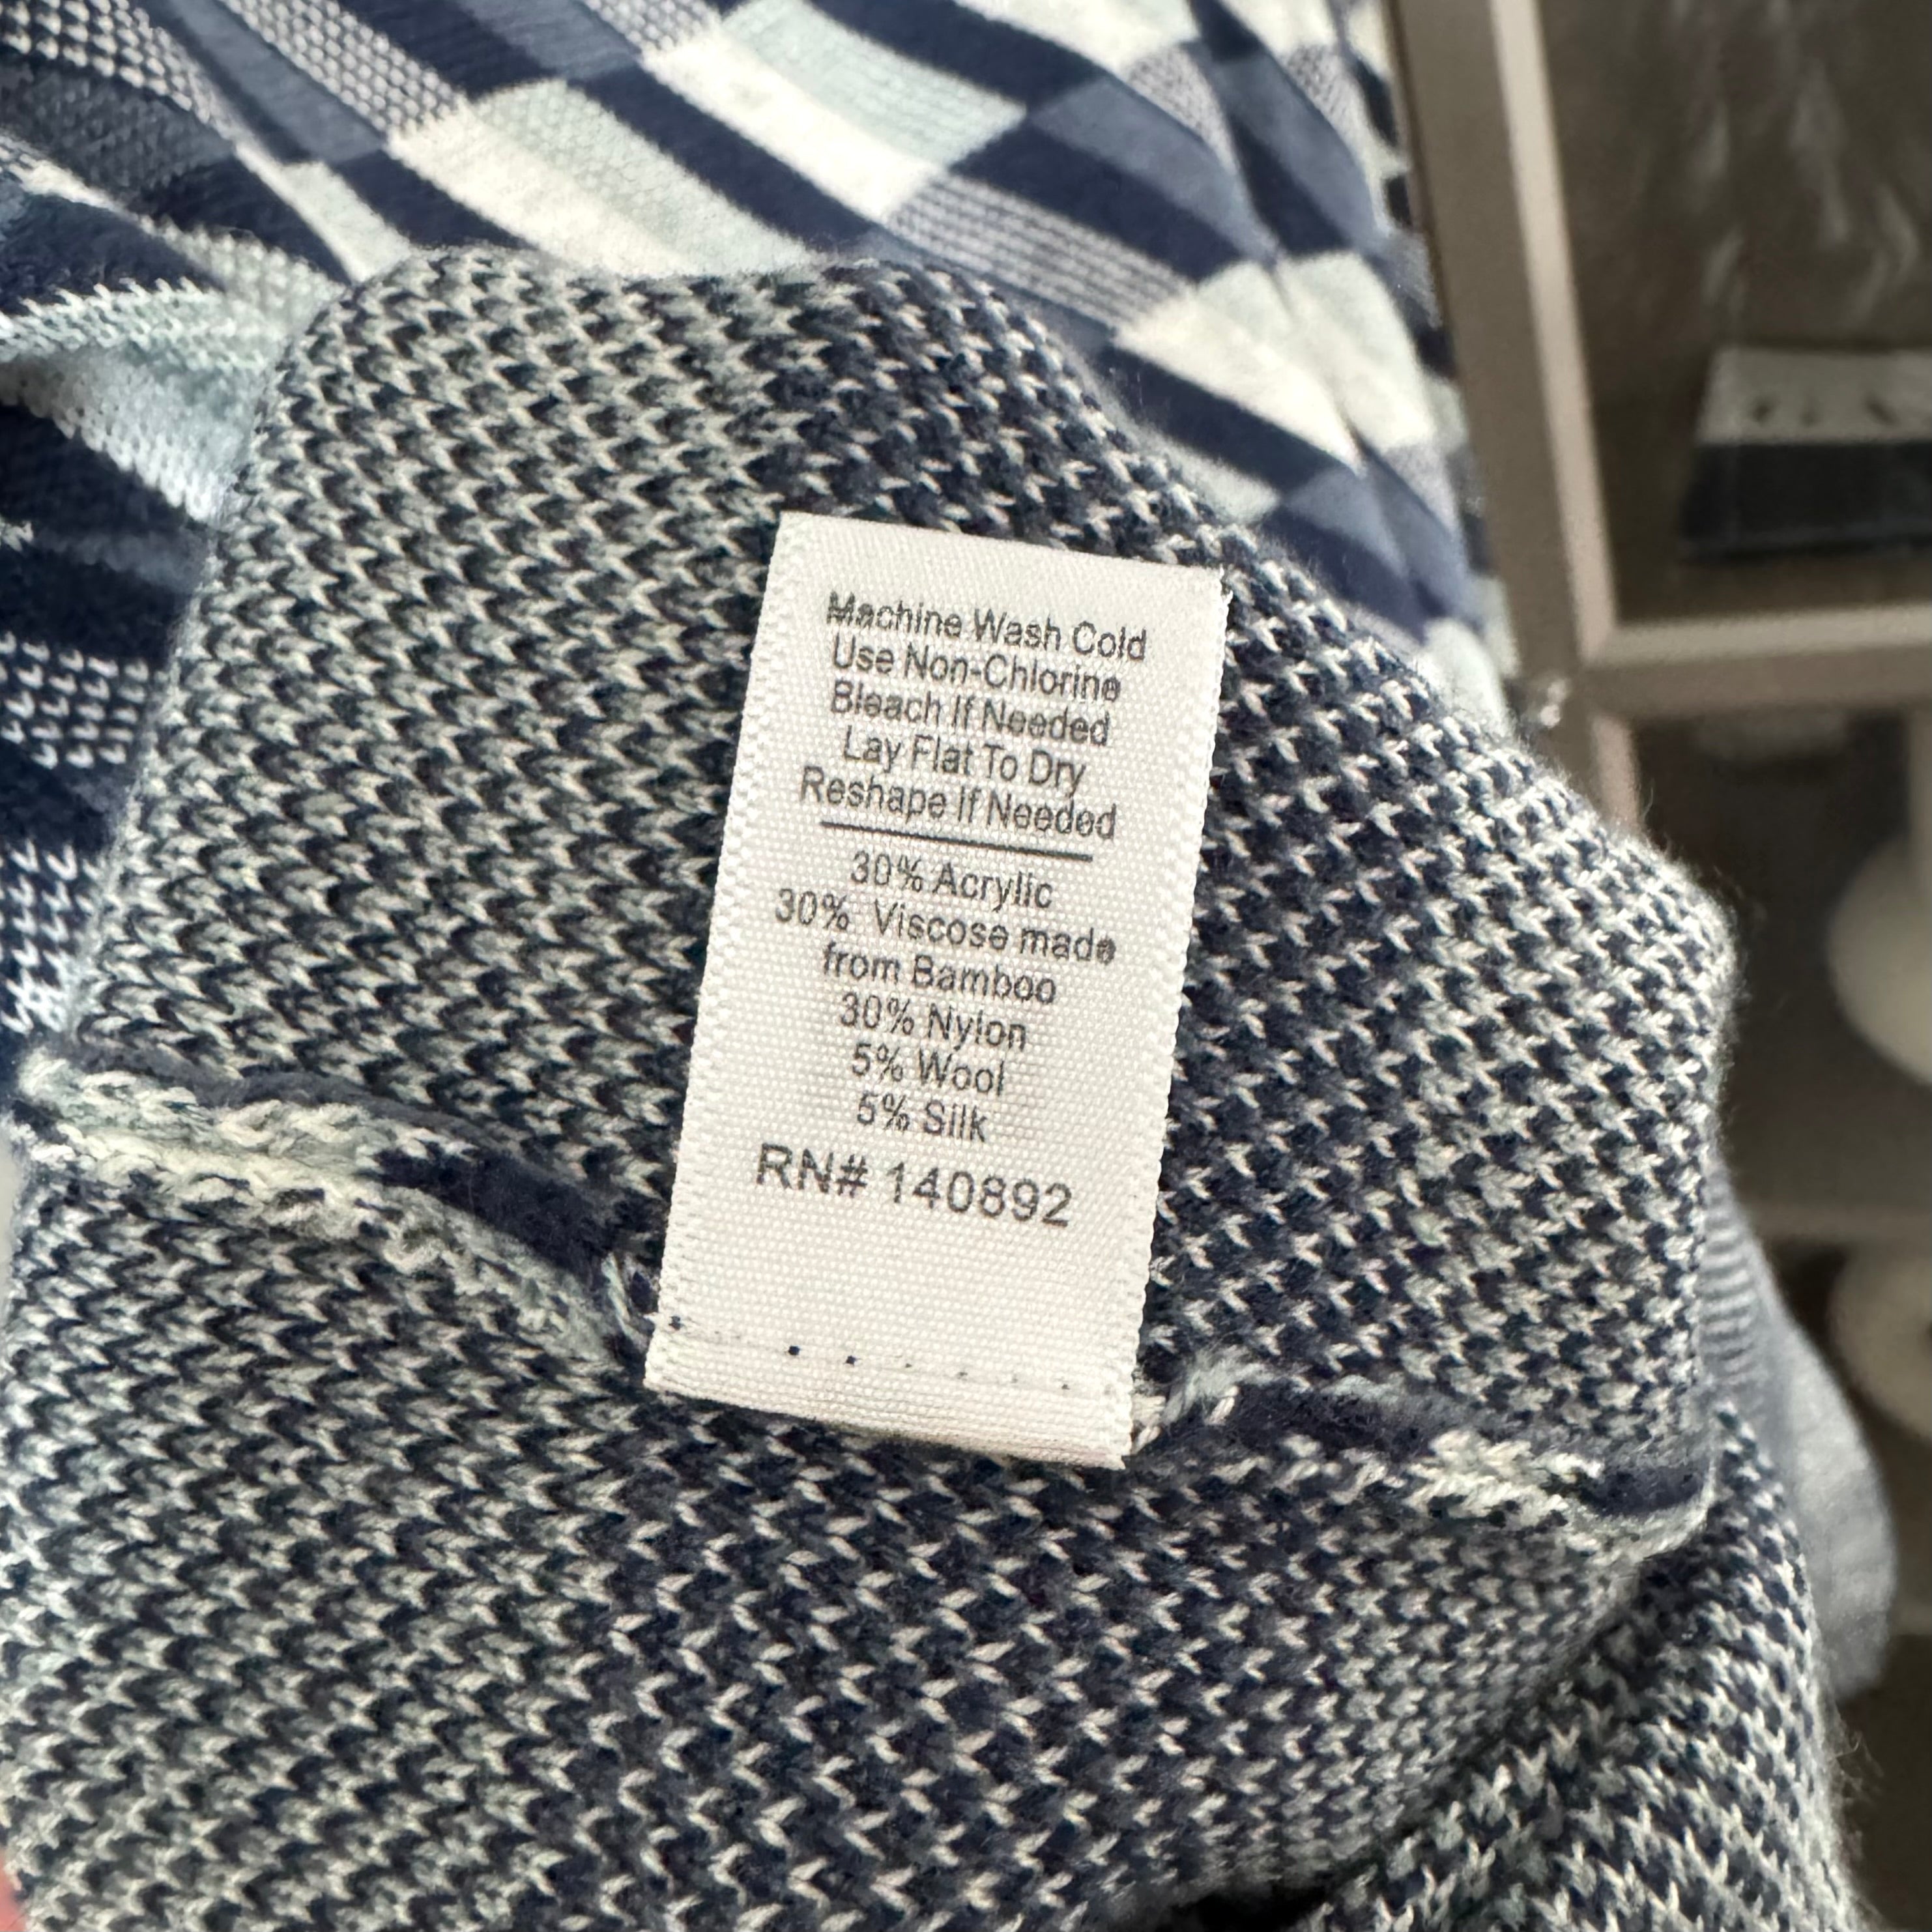 Machine Wash Cold
Use Non-Chlorine
Bleach If Needed
Lay Flat To Dry
Reshape If Needed
30% Acrylic
30% Viscose made
from Bamboo
30% Nylon
5% Wool
5% Silk
RN# 140892